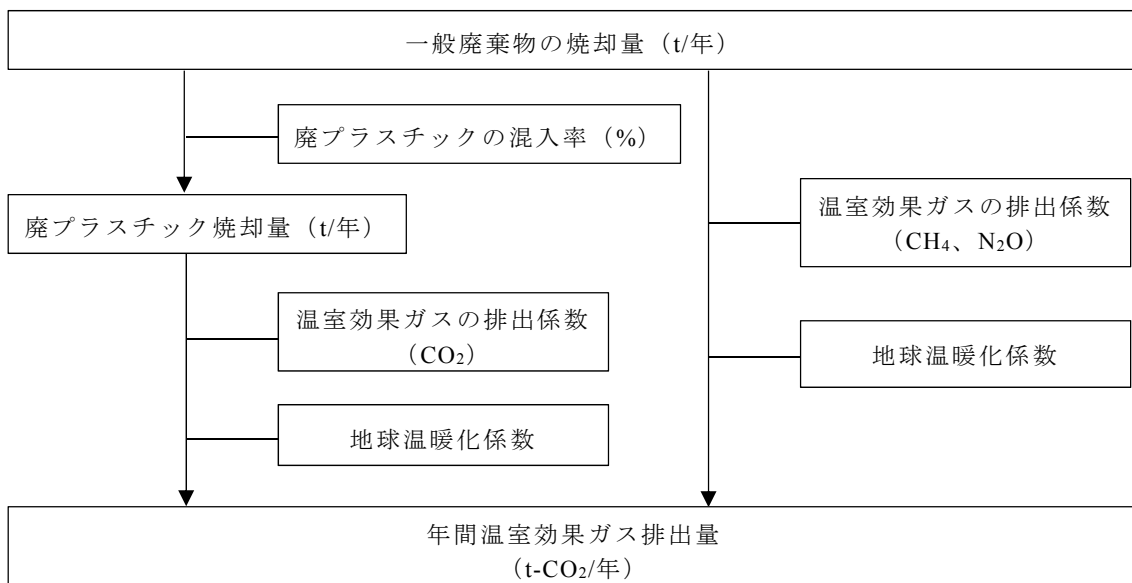 一般廃棄物の焼却量（t/年）
廃プラスチックの混入率（%）
廃プラスチック焼却量（t/年）
温室効果ガスの排出係数
（CO₂）
地球温暖化係数
温室効果ガスの排出係数
（CH₄、N₂O）
地球温暖化係数
年間温室効果ガス排出量
（t-CO₂/年）